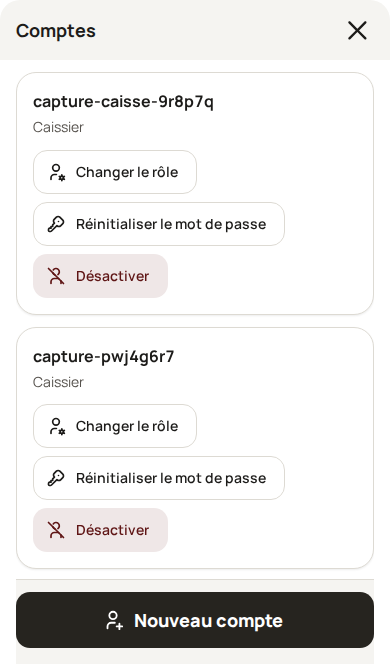 Comptes
capture-caisse-9r8p7q
Caissier
Changer le rôle
Réinitialiser le mot de passe
Désactiver
capture-pwj4g6r7
Caissier
Changer le rôle
Réinitialiser le mot de passe
Désactiver
Nouveau compte